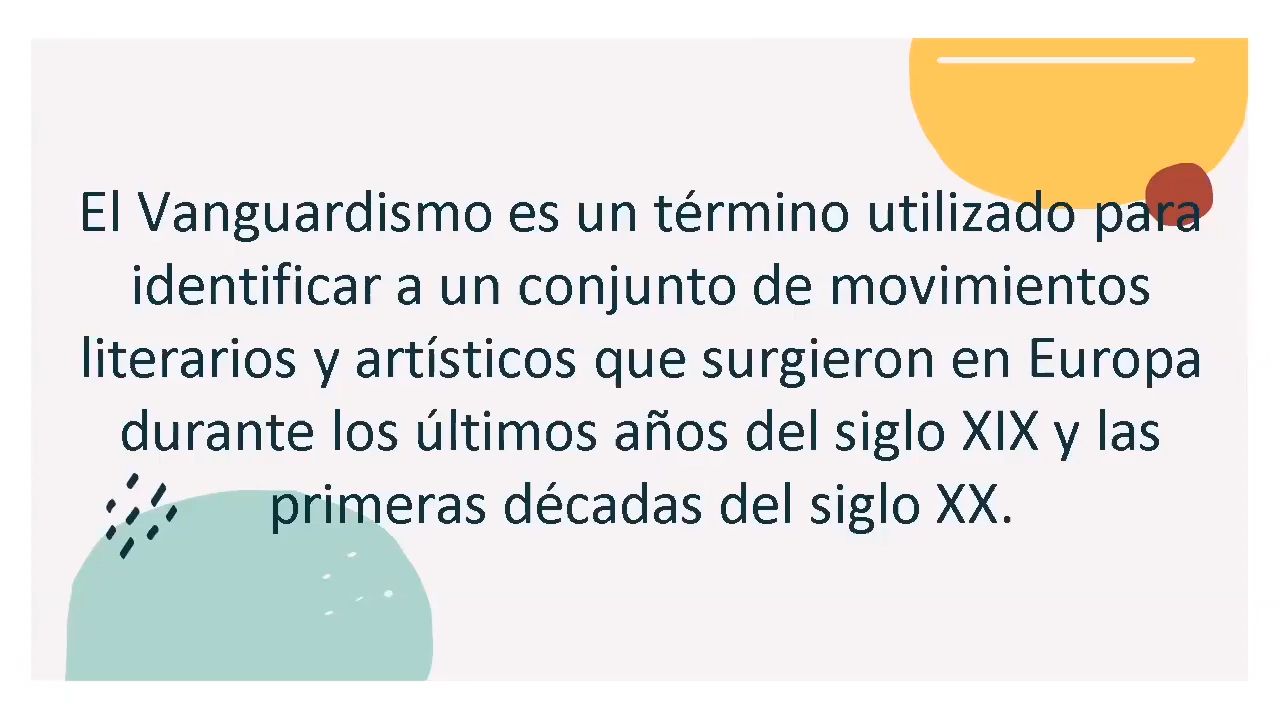 El Vanguardismo es un término utilizado para
identificar a un conjunto de movimientos
literarios y artísticos que surgieron en Europa
durante los últimos años del siglo XIX y las
primeras décadas del siglo XX.